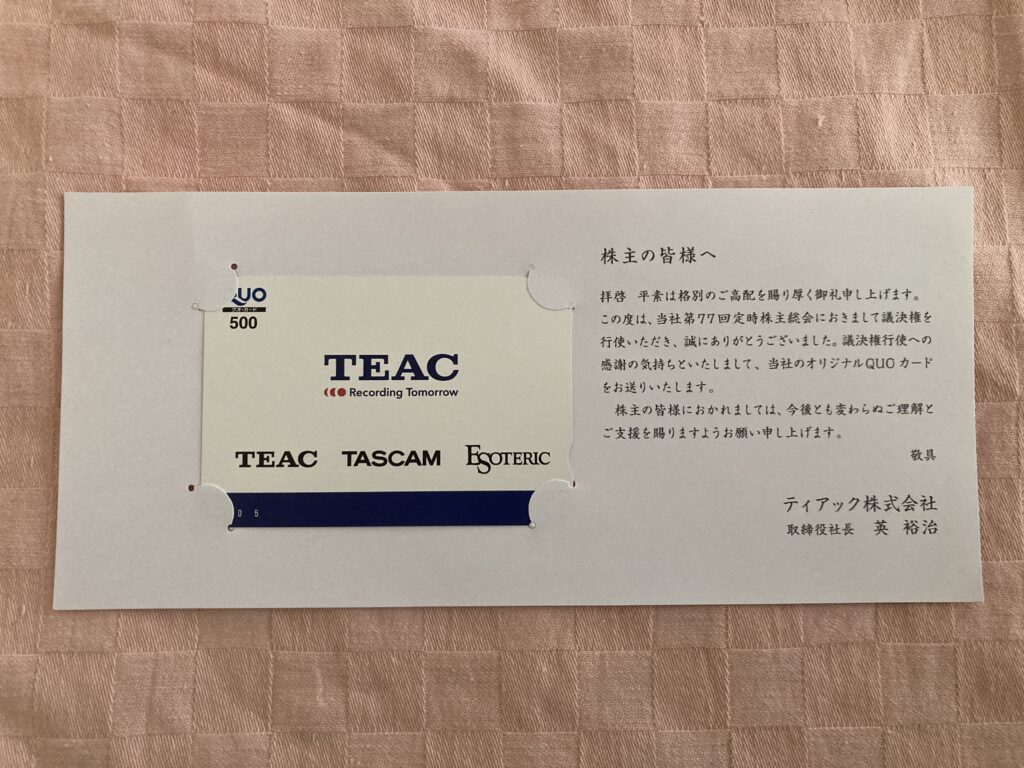 QUO
クオ・カード
500
TEAC
Recording Tomorrow
TEAC TASCAM ESOTERIC
0 5
株主の皆様へ
拝啓 平素は格別のご高配を賜り厚く御礼申し上げます。
この度は、当社第77回定時株主総会におきまして議決権を
行使いただき、誠にありがとうございました。議決権行使への
感謝の気持ちといたしまして、当社のオリジナルQUOカード
をお送りいたします。
株主の皆様におかれましては、今後とも変わらぬご理解と
ご支援を賜りますようお願い申し上げます。
敬具
ティアック株式会社
取締役社長 英 裕治